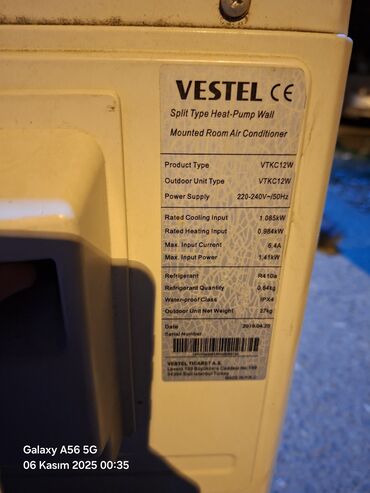 VESTEL CE
Split Type Heat-Pump Wall
Mounted Room Air Conditioner
Product Type VTKC12W
Outdoor Unit Type VTKC12W
Power Supply 220-240V~/50Hz
Rated Cooling Input 1.065kW
Rated Heating Input 0.984kW
Max. Input Current 6.4A
Max. Input Power 1.41kW
Refrigerant R410a
Refrigerant Quantity 0.84kg
Water-proof Class IPX4
Outdoor Unit Net Weight 27kg
Date
Serial Number
VESTEL TICARET A.S.
Galaxy A56 5G
06 Kasım 2025 00:35